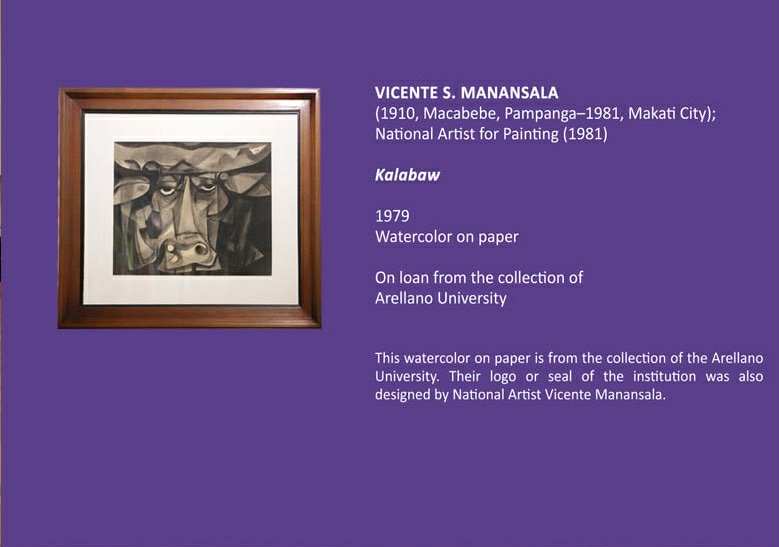 VICENTE S. MANANSALA
(1910, Macabebe, Pampanga–1981, Makati City);
National Artist for Painting (1981)
Kalabaw
1979
Watercolor on paper
On loan from the collection of
Arellano University
This watercolor on paper is from the collection of the Arellano
University. Their logo or seal of the institution was also
designed by National Artist Vicente Manansala.